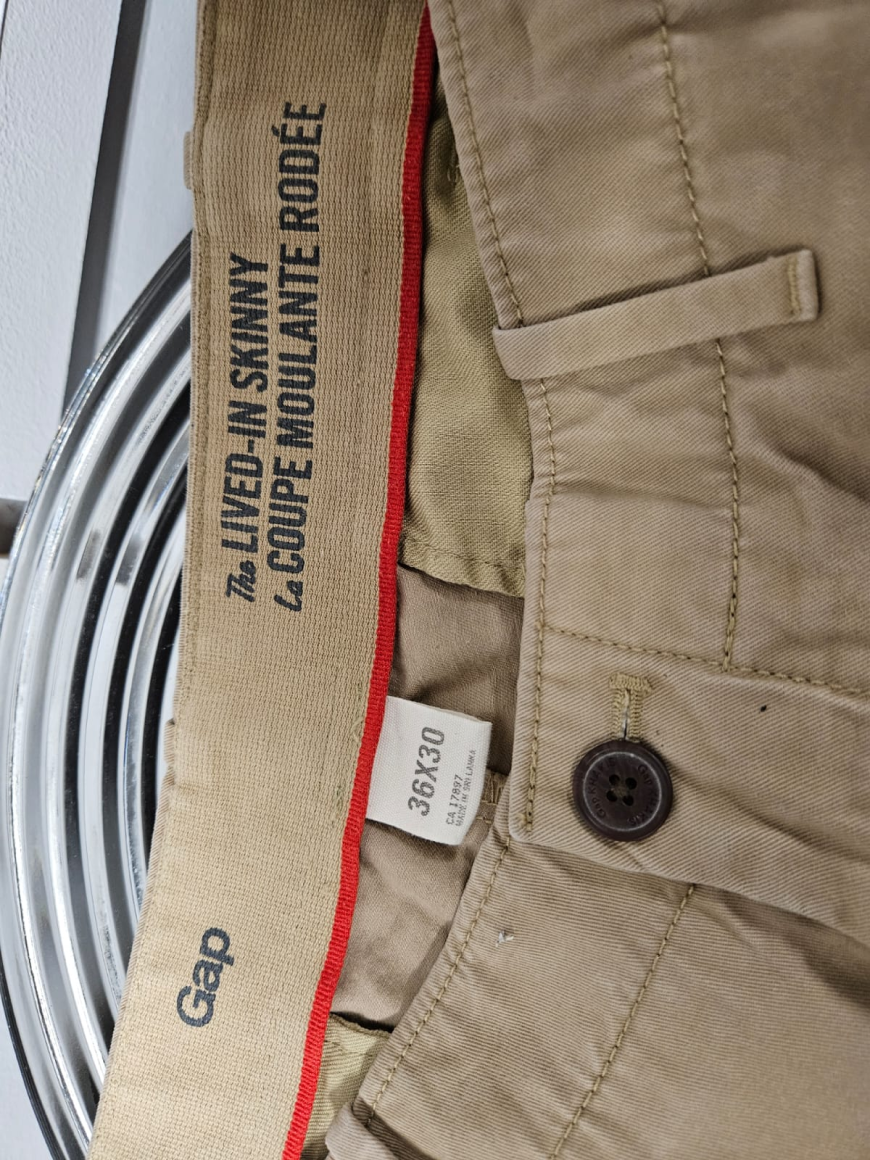 The LIVED-IN SKINNY
La COUPE MOULANTE RODÉE
Gap
36X30
CA 17897
MADE IN SRI LANKA